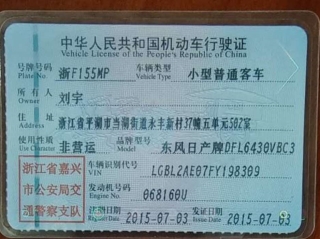 中华人民共和国机动车行驶证
Vehicle License of the People's Republic of China
号牌号码 浙F155MP 车辆类型 小型普通客车
Plate No. Vehicle Type
所有人 刘宇
Owner
住址 浙江省平湖市当湖街道永丰新村37幢五单元502室
Address
使用性质 非营运 品牌型号 东风日产牌DFL6430VBC3
Use Character Model
浙江省嘉兴市公安局交通警察支队
车辆识别代号 LGBL2AE07FY198309
VIN
发动机号码 068160U
Engine No.
注册日期 2015-07-03 发证日期 2015-07-03
Register Date Issue Date